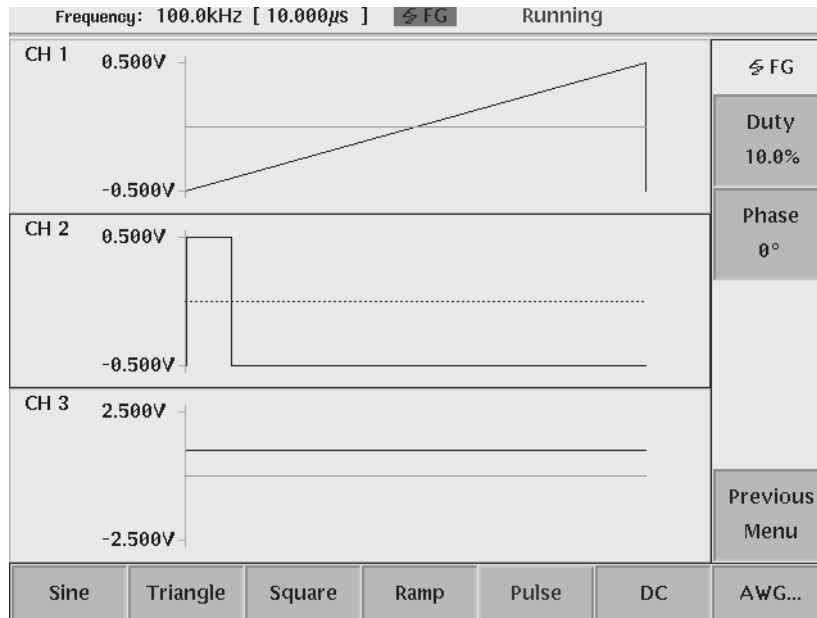 Frequency: 100.0kHz [ 10.000µs ] FG Running
CH 1
0.500V
-0.500V
CH 2
0.500V
-0.500V
CH 3
2.500V
-2.500V
FG
Duty
10.0%
Phase
0°
Previous
Menu
Sine Triangle Square Ramp Pulse DC AWG...